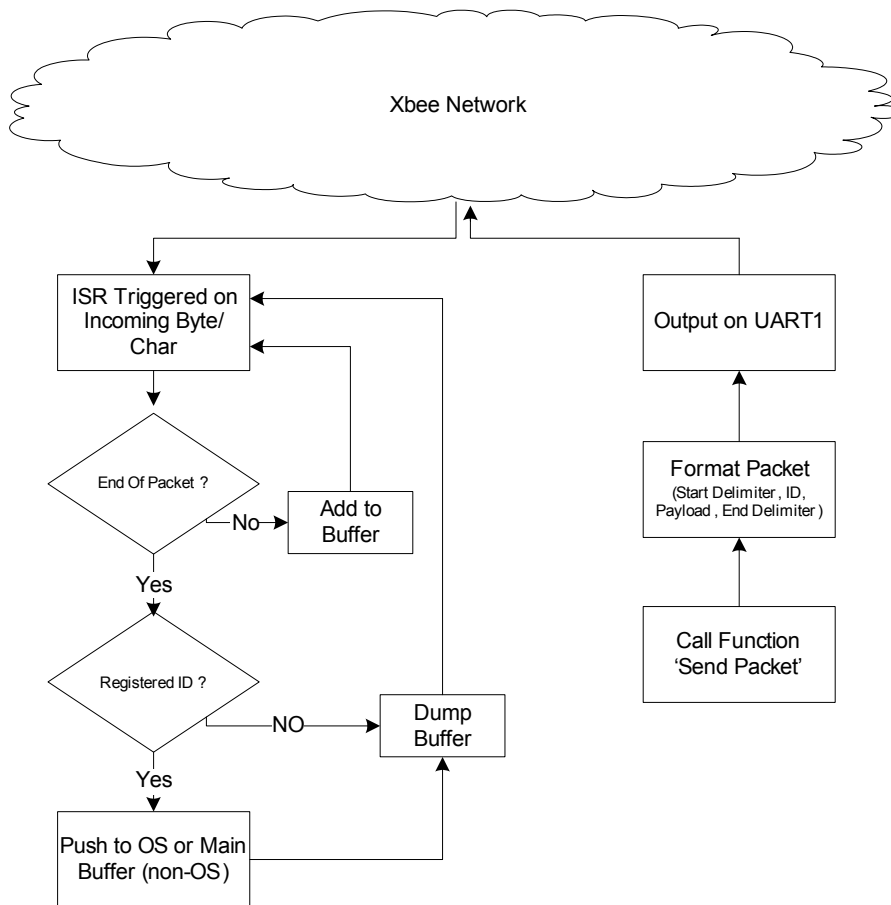 Xbee Network
ISR Triggered on
Incoming Byte/
Char
End Of Packet ?
No
Add to
Buffer
Yes
Registered ID ?
NO
Dump
Buffer
Yes
Push to OS or Main
Buffer (non-OS)
Output on UART1
Format Packet
(Start Delimiter , ID,
Payload , End Delimiter )
Call Function
‘Send Packet’